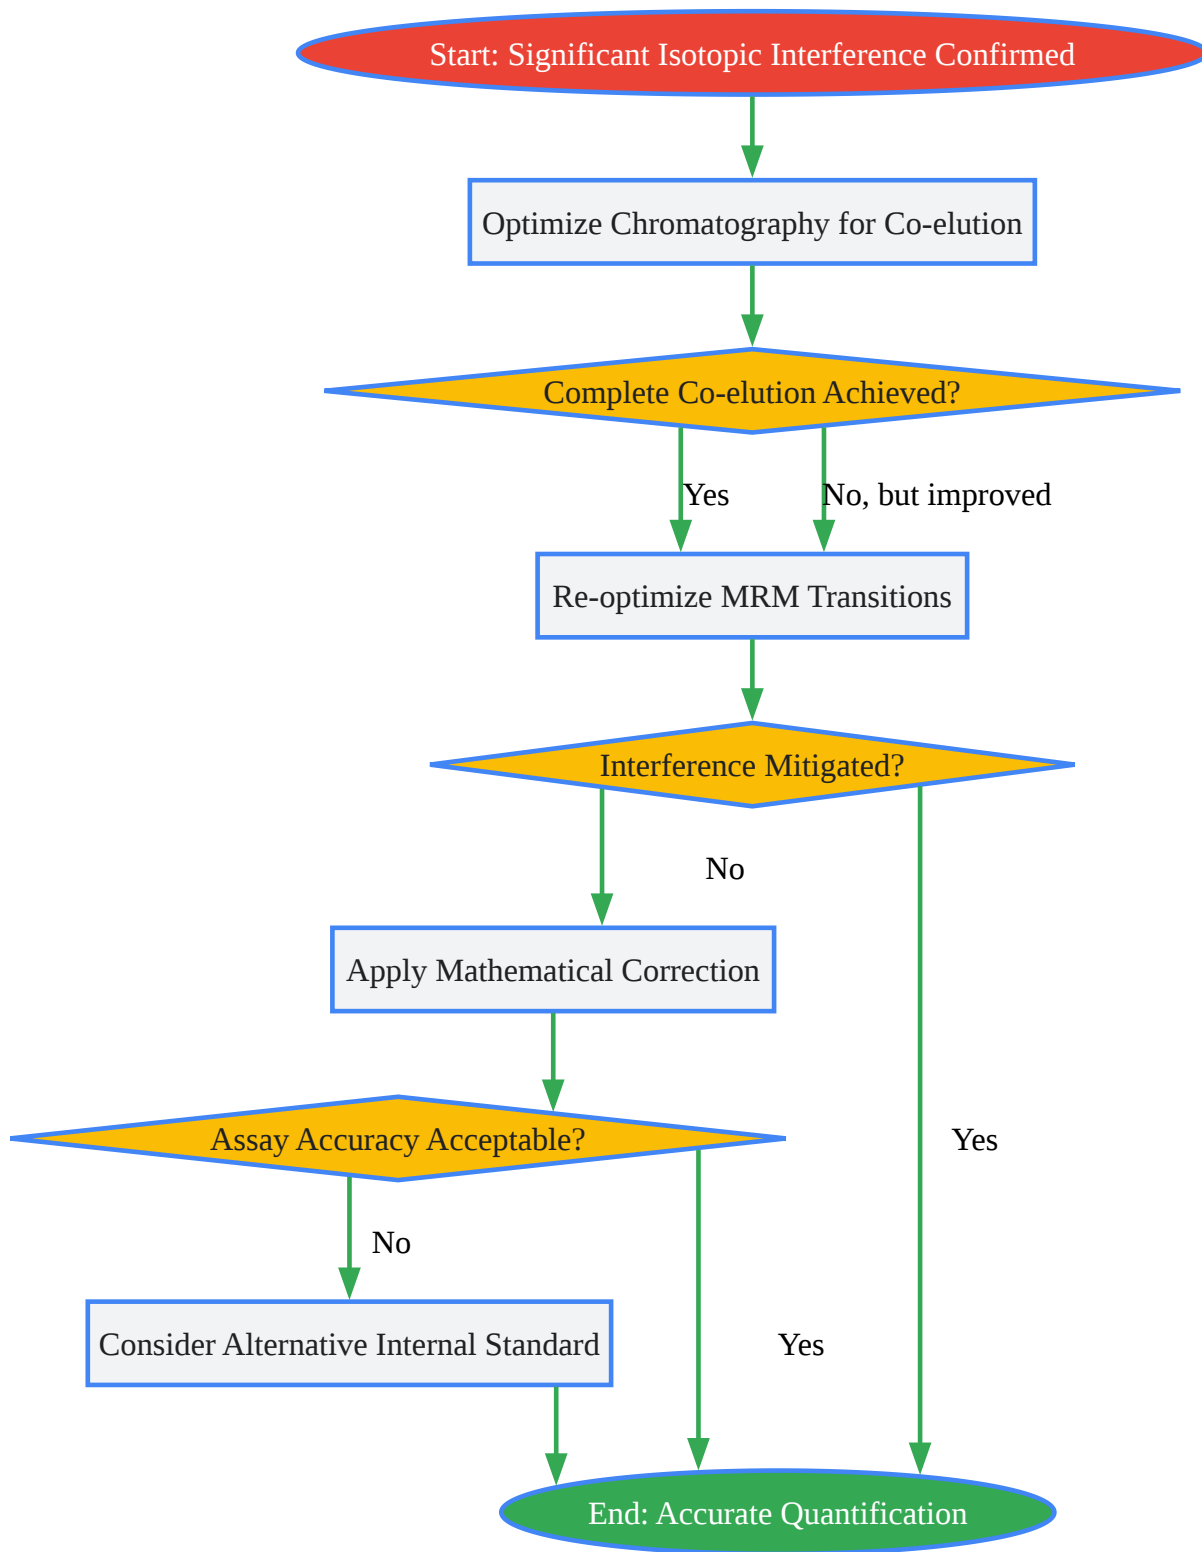 Start: Significant Isotopic Interference Confirmed
Optimize Chromatography for Co-elution
Complete Co-elution Achieved?
Yes
No, but improved
Re-optimize MRM Transitions
Interference Mitigated?
No
Apply Mathematical Correction
Assay Accuracy Acceptable?
Yes
No
Consider Alternative Internal Standard
Yes
End: Accurate Quantification